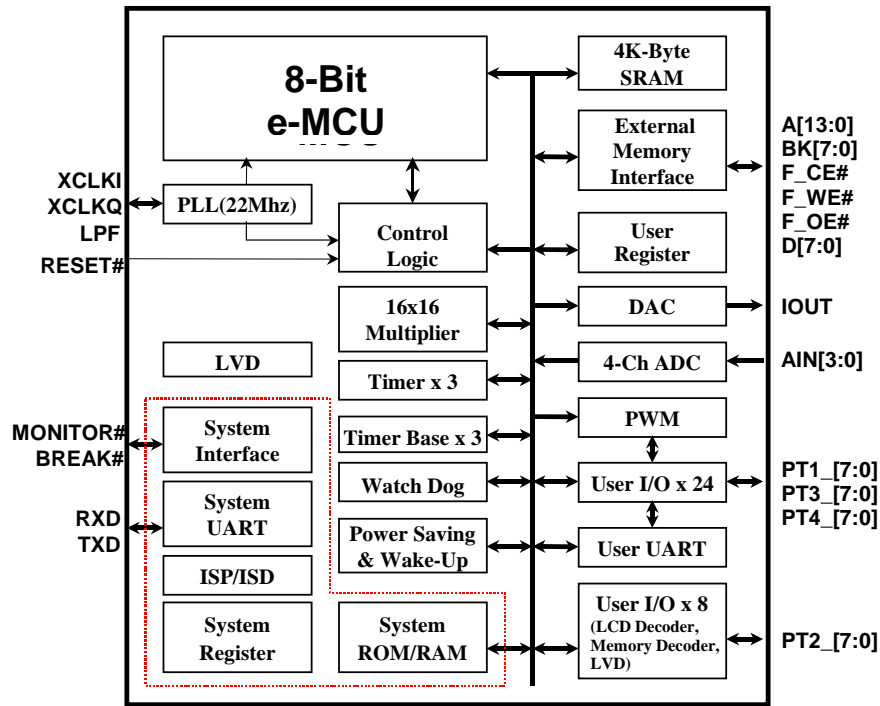 8-Bit
e-MCU
4K-Byte
SRAM
External
Memory
Interface
A[13:0]
BK[7:0]
F_CE#
F_WE#
F_OE#
D[7:0]
XCLKI
XCLKQ
LPF
RESET#
PLL(22Mhz)
Control
Logic
User
Register
16x16
Multiplier
DAC
IOUT
LVD
Timer x 3
4-Ch ADC
AIN[3:0]
MONITOR#
BREAK#
System
Interface
Timer Base x 3
PWM
Watch Dog
User I/O x 24
PT1_[7:0]
PT3_[7:0]
PT4_[7:0]
RXD
TXD
System
UART
Power Saving
& Wake-Up
User UART
ISP/ISD
System
Register
System
ROM/RAM
User I/O x 8
(LCD Decoder,
Memory Decoder,
LVD)
PT2_[7:0]